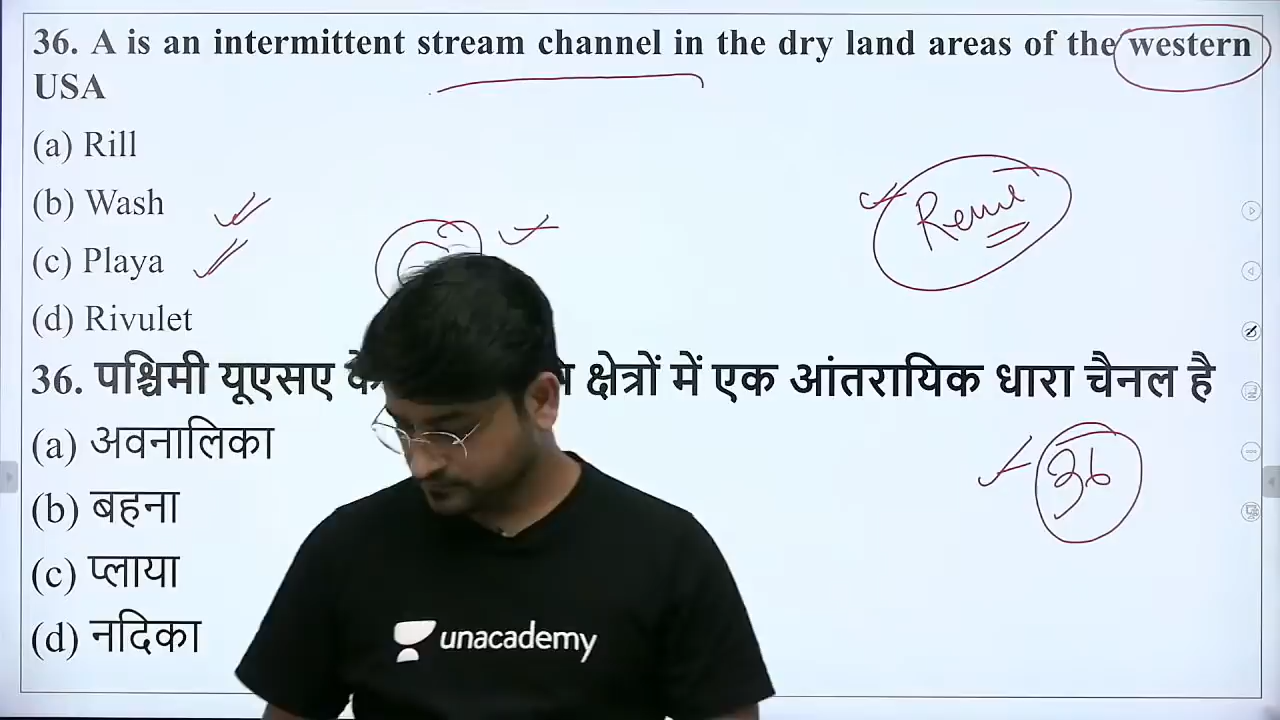 36. A is an intermittent stream channel in the dry land areas of the western
USA
(a) Rill
(b) Wash
(c) Playa
(d) Rivulet
36. पश्चिमी यूएसए क्षेत्रों में एक आंतरायिक धारा चैनल है
(a) अवनालिका
(b) बहना
(c) प्लाया
(d) नदिका
36
unacademy